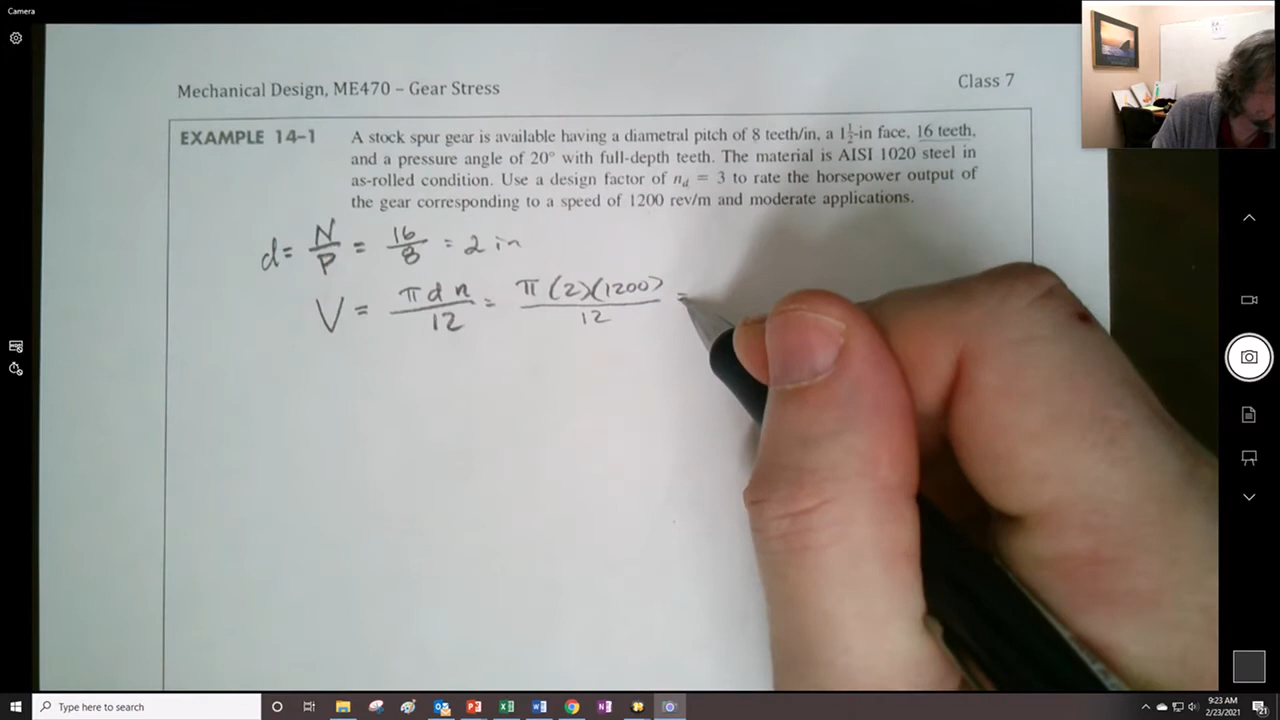 Camera
Mechanical Design, ME470 – Gear Stress
Class 7
EXAMPLE 14–1 A stock spur gear is available having a diametral pitch of 8 teeth/in, a 1 1/2-in face, 16 teeth,
and a pressure angle of 20° with full-depth teeth. The material is AISI 1020 steel in
as-rolled condition. Use a design factor of n_d = 3 to rate the horsepower output of
the gear corresponding to a speed of 1200 rev/m and moderate applications.
d = N/P = 16/8 = 2 in
V = πdn/12 = π(2)(1200)/12 =
Type here to search
9:23 AM
2/23/2021
21